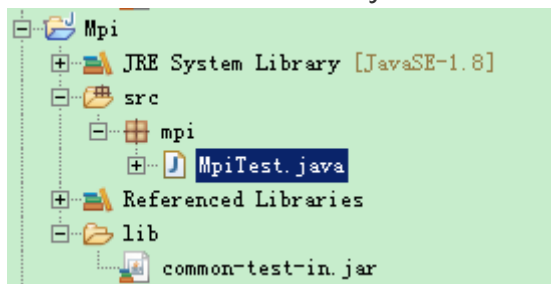 Mpi
JRE System Library [JavaSE-1.8]
src
mpi
MpiTest.java
Referenced Libraries
lib
common-test-in.jar